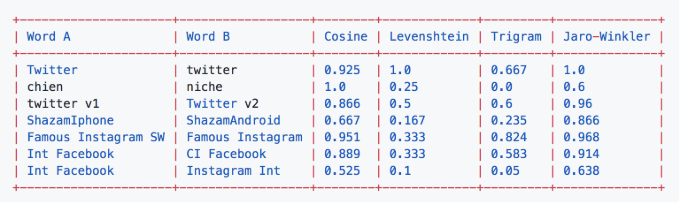 +------------------+------------------+--------+-------------+---------+--------------+
| Word A           | Word B           | Cosine | Levenshtein | Trigram | Jaro-Winkler |
+------------------+------------------+--------+-------------+---------+--------------+
| Twitter          | twitter          | 0.925  | 1.0         | 0.667   | 1.0          |
| chien            | niche            | 1.0    | 0.25        | 0.0     | 0.6          |
| twitter v1       | Twitter v2       | 0.866  | 0.5         | 0.6     | 0.96         |
| ShazamIphone     | ShazamAndroid    | 0.667  | 0.167       | 0.235   | 0.866        |
| Famous Instagram SW | Famous Instagram | 0.951  | 0.333       | 0.824   | 0.968        |
| Int Facebook     | CI Facebook      | 0.889  | 0.333       | 0.583   | 0.914        |
| Int Facebook     | Instagram Int    | 0.525  | 0.1         | 0.05    | 0.638        |
+------------------+------------------+--------+-------------+---------+--------------+